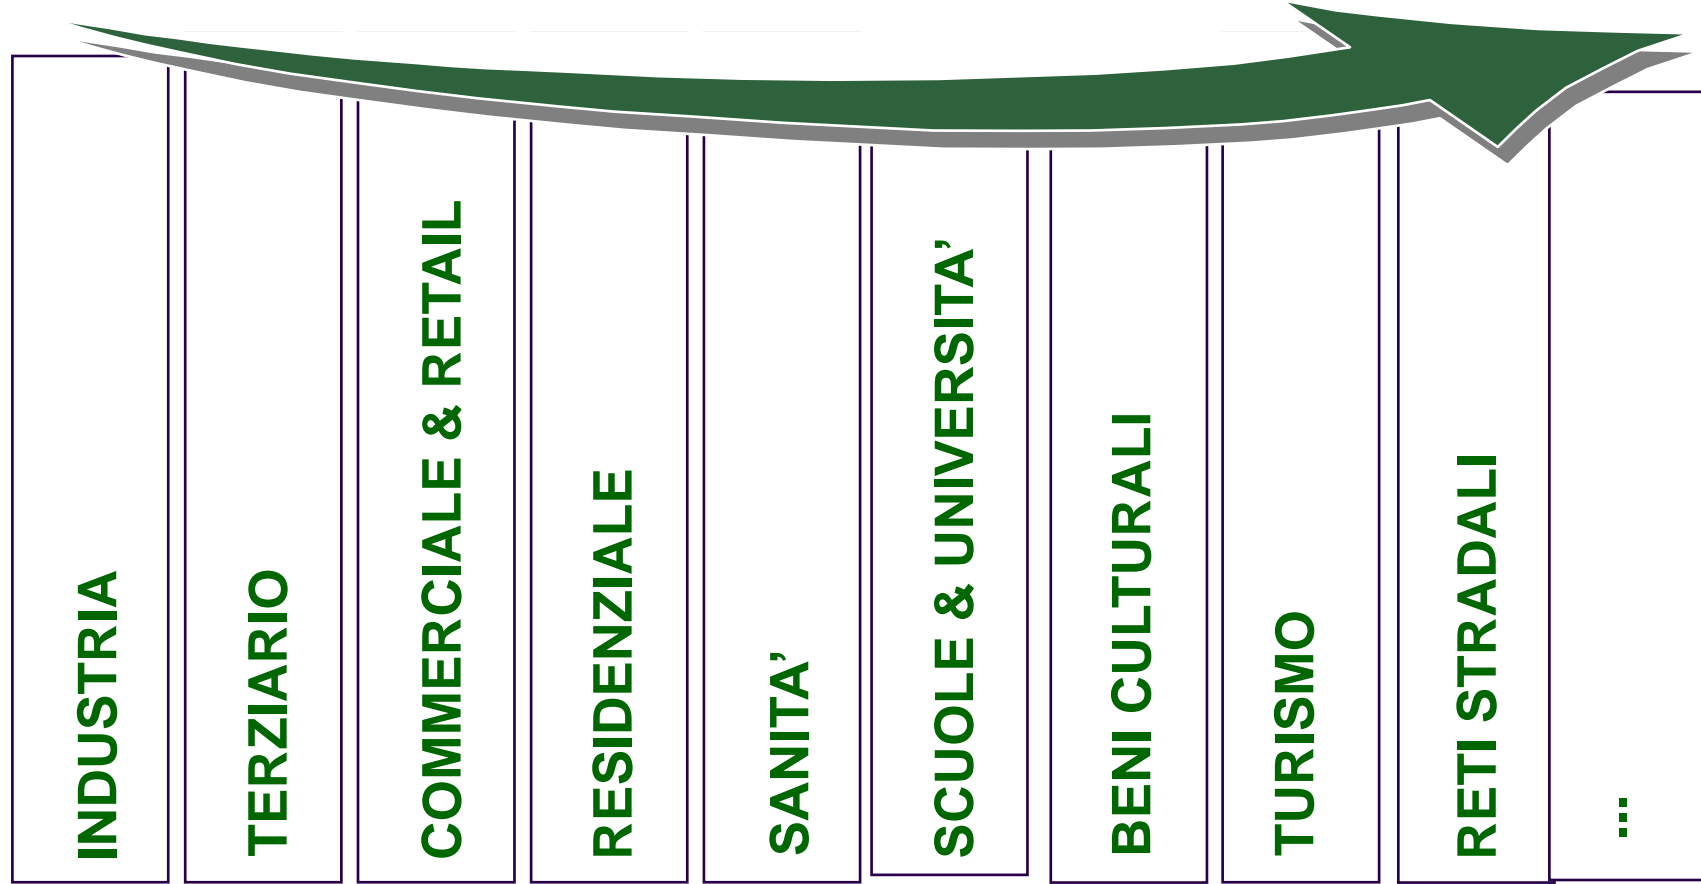 INDUSTRIA
TERZIARIO
COMMERCIALE & RETAIL
RESIDENZIALE
SANITA’
SCUOLE & UNIVERSITA’
BENI CULTURALI
TURISMO
RETI STRADALI
...